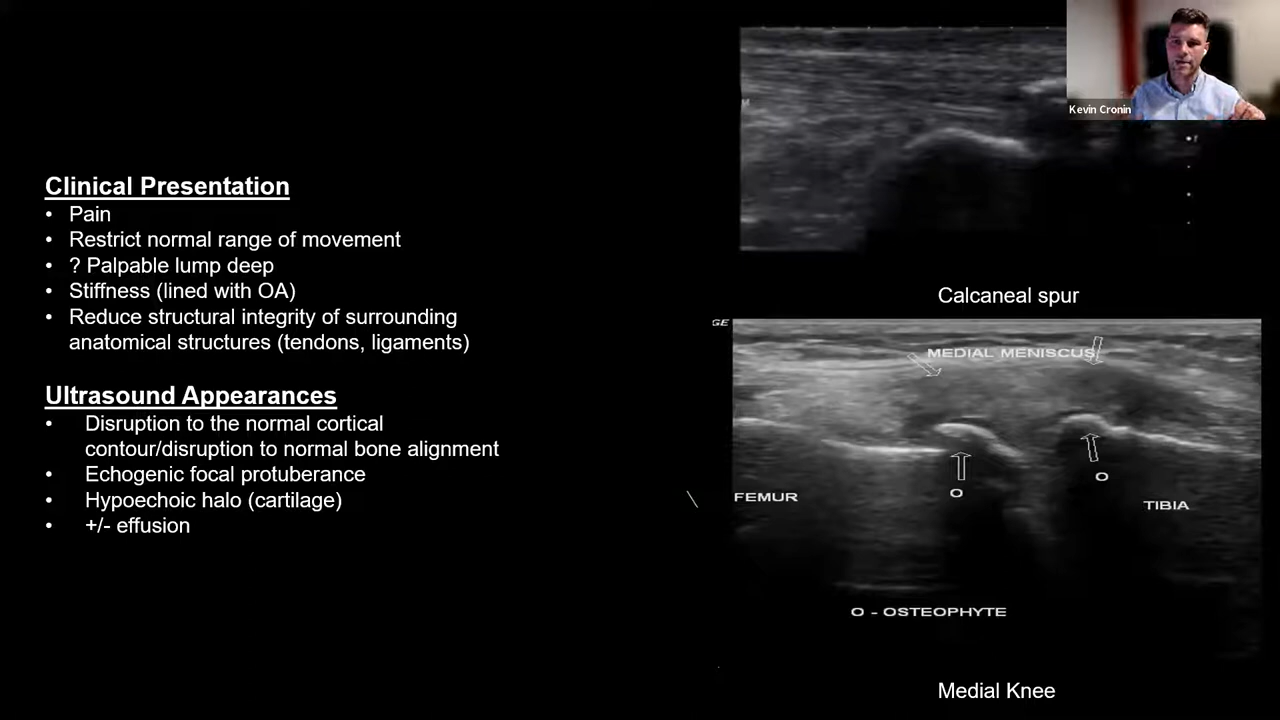 Kevin Cronin
Clinical Presentation
• Pain
• Restrict normal range of movement
• ? Palpable lump deep
• Stiffness (lined with OA)
• Reduce structural integrity of surrounding
anatomical structures (tendons, ligaments)
Ultrasound Appearances
• Disruption to the normal cortical
contour/disruption to normal bone alignment
• Echogenic focal protuberance
• Hypoechoic halo (cartilage)
• +/- effusion
Calcaneal spur
GE
MEDIAL MENISCUS
O
O
FEMUR
TIBIA
O - OSTEOPHYTE
Medial Knee